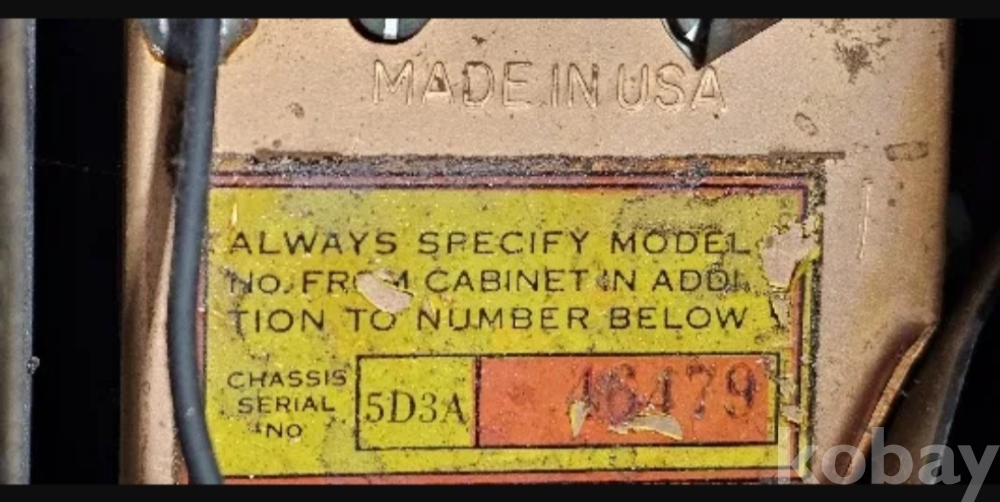 MADE IN USA
ALWAYS SPECIFY MODEL
NO. FROM CABINET IN ADDI-
TION TO NUMBER BELOW
CHASSIS
SERIAL
NO
5D3A 46479
kobay